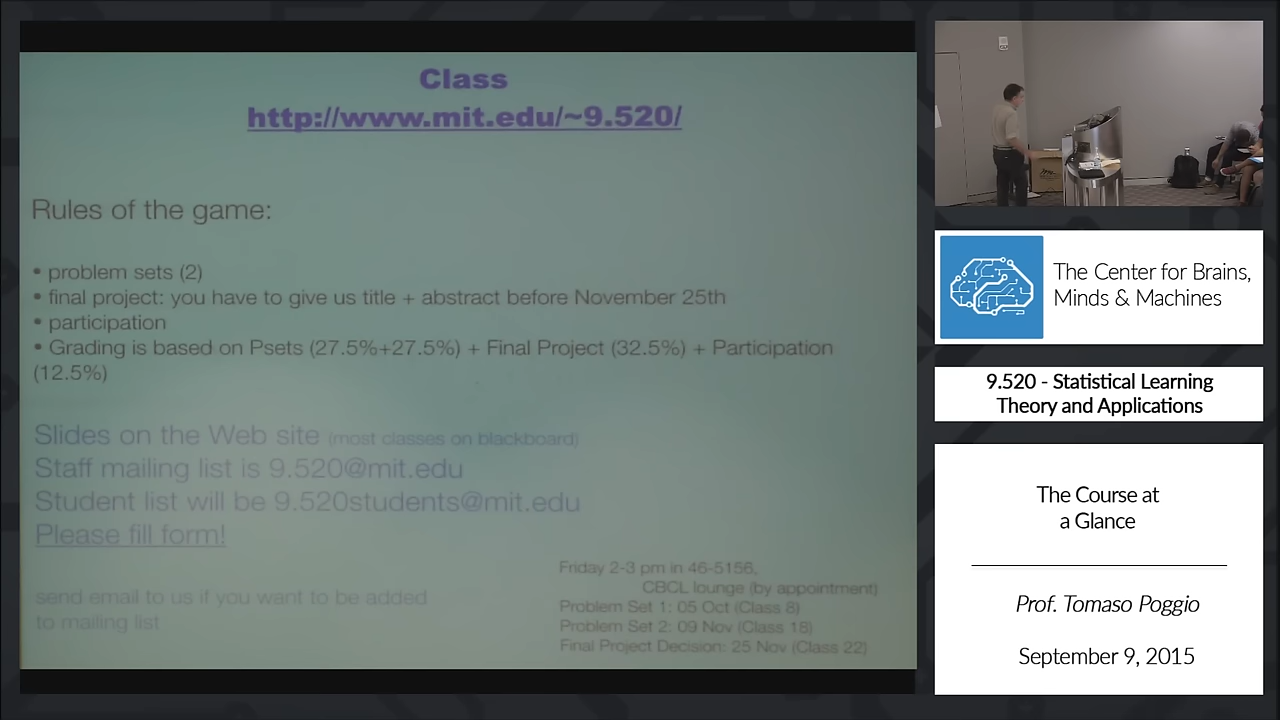 Class
http://www.mit.edu/~9.520/
Rules of the game:
• problem sets (2)
• final project: you have to give us title + abstract before November 25th
• participation
• Grading is based on Psets (27.5%+27.5%) + Final Project (32.5%) + Participation
(12.5%)
Slides on the Web site (most classes on blackboard)
Staff mailing list is 9.520@mit.edu
Student list will be 9.520students@mit.edu
Please fill form!
send email to us if you want to be added
to mailing list
Friday 2-3 pm in 46-5156,
CBCL lounge (by appointment)
Problem Set 1: 05 Oct (Class 8)
Problem Set 2: 09 Nov (Class 18)
Final Project Decision: 25 Nov (Class 22)
The Center for Brains,
Minds & Machines
9.520 - Statistical Learning
Theory and Applications
The Course at
a Glance
Prof. Tomaso Poggio
September 9, 2015